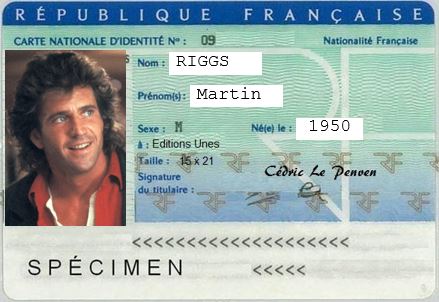 RÉPUBLIQUE FRANÇAISE
CARTE NATIONALE D'IDENTITÉ Nº : 09 Nationalité Française
Nom : RIGGS
Prénom(s) : Martin
Sexe : M Né(e) le : 1950
à : Editions Unes
Taille : 15 x 21
Signature du titulaire : Cédric Le Penven
<<<<<<<<<<<<<<<<<<<<
SPÉCIMEN <<<<<